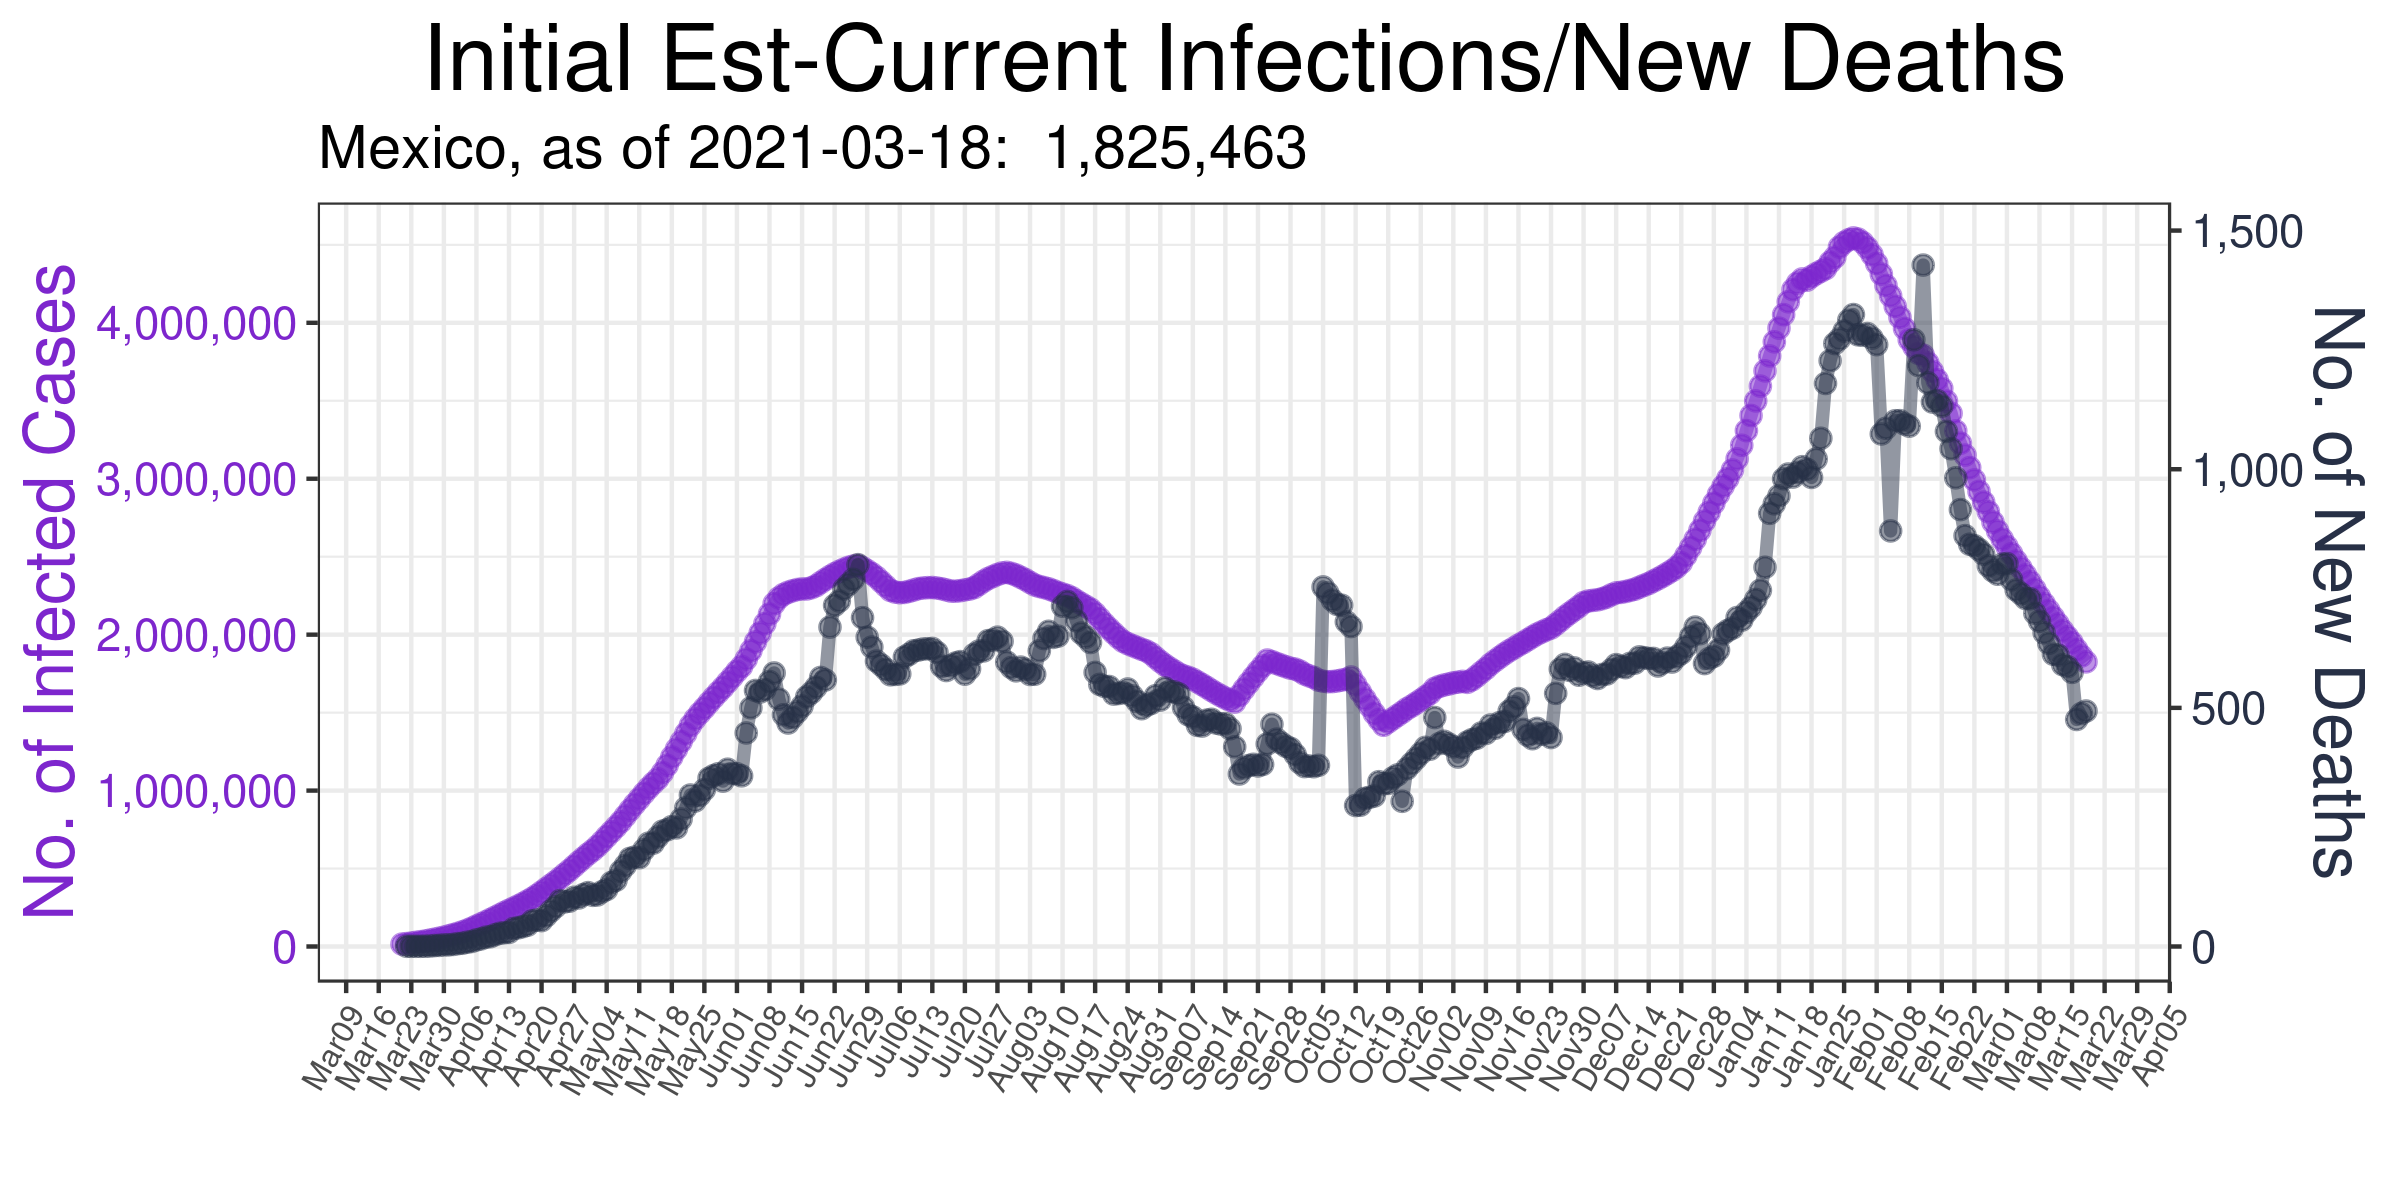 Initial Est-Current Infections/New Deaths
Mexico, as of 2021-03-18:  1,825,463
No. of Infected Cases
4,000,000
3,000,000
2,000,000
1,000,000
0
1,500
1,000
500
0
No. of New Deaths
Mar09
Mar16
Mar23
Mar30
Apr06
Apr13
Apr20
Apr27
May04
May11
May18
May25
Jun01
Jun08
Jun15
Jun22
Jun29
Jul06
Jul13
Jul20
Jul27
Aug03
Aug10
Aug17
Aug24
Aug31
Sep07
Sep14
Sep21
Sep28
Oct05
Oct12
Oct19
Oct26
Nov02
Nov09
Nov16
Nov23
Nov30
Dec07
Dec14
Dec21
Dec28
Dec04
Jan11
Jan18
Jan25
Feb01
Feb08
Feb15
Feb22
Mar01
Mar08
Mar15
Mar22
Mar29
Apr05